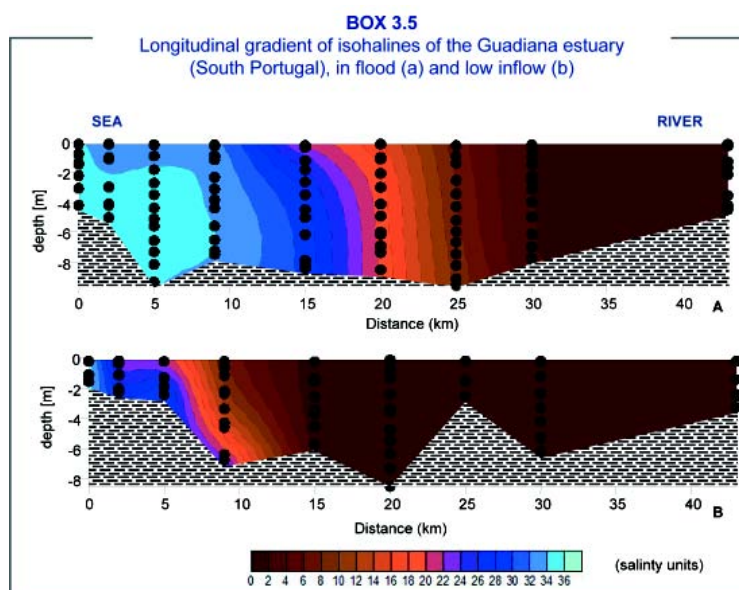 BOX 3.5
Longitudinal gradient of isohalines of the Guadiana estuary
(South Portugal), in flood (a) and low inflow (b)
SEA RIVER
0
-2
-4
-6
-8
depth [m]
0 5 10 15 20 25 30 35 40 A
Distance (km)
0
-2
-4
-6
-8
depth [m]
0 5 10 15 20 25 30 35 40 B
Distance (km)
(salinty units)
0 2 4 6 8 10 12 14 16 18 20 22 24 26 28 30 32 34 36